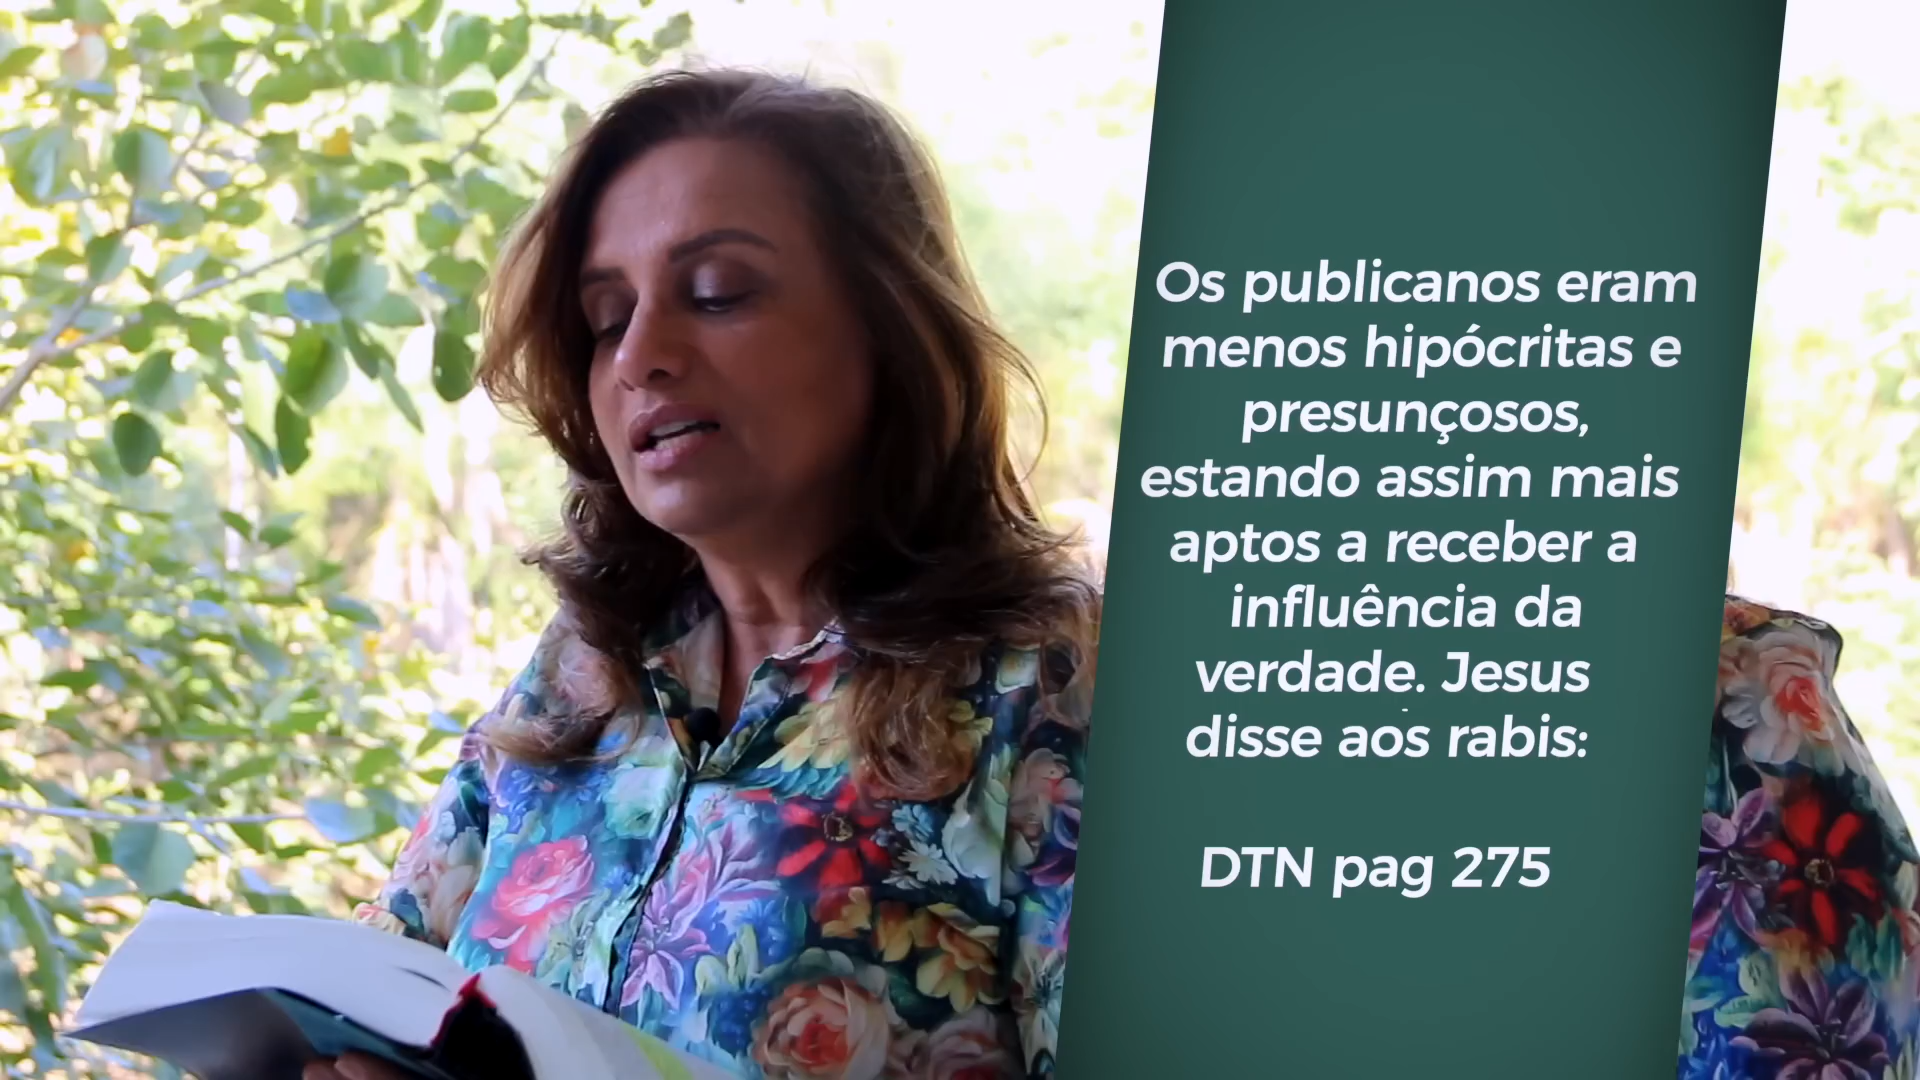 Os publicanos eram
menos hipócritas e
presunçosos,
estando assim mais
aptos a receber a
influência da
verdade. Jesus
disse aos rabis:
DTN pag 275